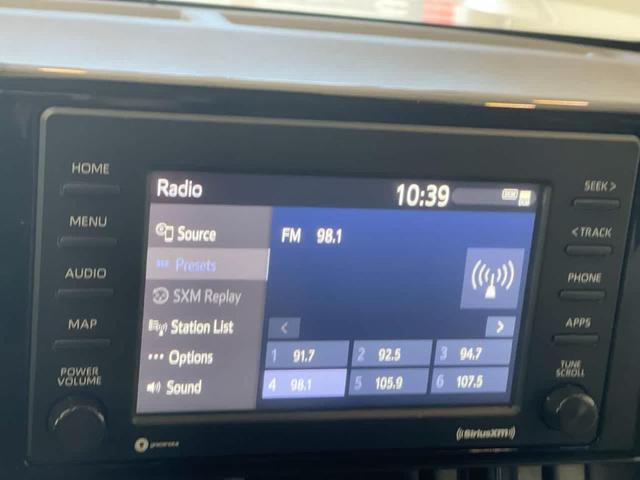 HOME
MENU
AUDIO
MAP
POWER
VOLUME
Radio
10:39
Source
Presets
SXM Replay
Station List
Options
Sound
FM 98.1
1 91.7
2 92.5
3 94.7
4 98.1
5 105.9
6 107.5
SEEK >
< TRACK
PHONE
APPS
TUNE
SCROLL
gracenote
((SiriusXM))